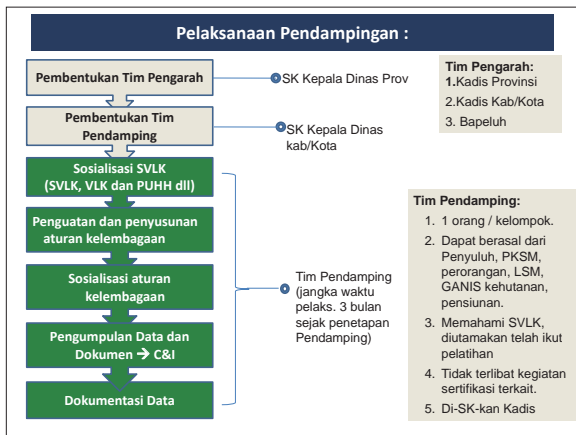 Pelaksanaan Pendampingan :
Pembentukan Tim Pengarah
SK Kepala Dinas Prov
Pembentukan Tim
Pendamping
SK Kepala Dinas
kab/Kota
Sosialisasi SVLK
(SVLK, VLK dan PUHH dll)
Penguatan dan penyusunan
aturan kelembagaan
Sosialisasi aturan
kelembagaan
Pengumpulan Data dan
Dokumen → C&I
Dokumentasi Data
Tim Pendamping
(jangka waktu
pelaks. 3 bulan
sejak penetapan
Pendamping)
Tim Pengarah:
1.Kadis Provinsi
2.Kadis Kab/Kota
3. Bapeluh
Tim Pendamping:
1. 1 orang / kelompok.
2. Dapat berasal dari
Penyuluh, PKSM,
perorangan, LSM,
GANIS kehutanan,
pensiunan.
3. Memahami SVLK,
diutamakan telah ikut
pelatihan
4. Tidak terlibat kegiatan
sertifikasi terkait.
5. Di-SK-kan Kadis